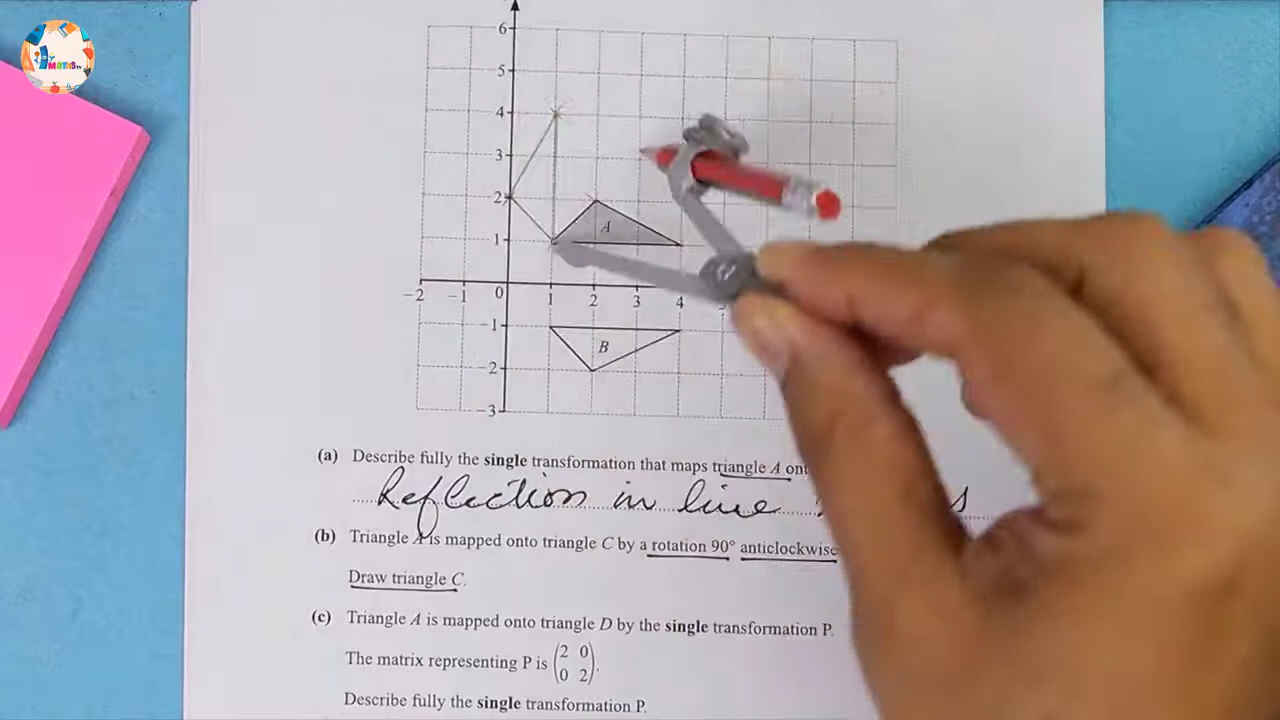 MATHS TV
6
5
4
3
2
A
1
-2 -1 0 1 2 3 4
-1
B
-2
-3
(a) Describe fully the single transformation that maps triangle A ont
Reflection in line
(b) Triangle A is mapped onto triangle C by a rotation 90° anticlockwise
Draw triangle C.
(c) Triangle A is mapped onto triangle D by the single transformation P.
The matrix representing P is (2 0
0 2).
Describe fully the single transformation P.